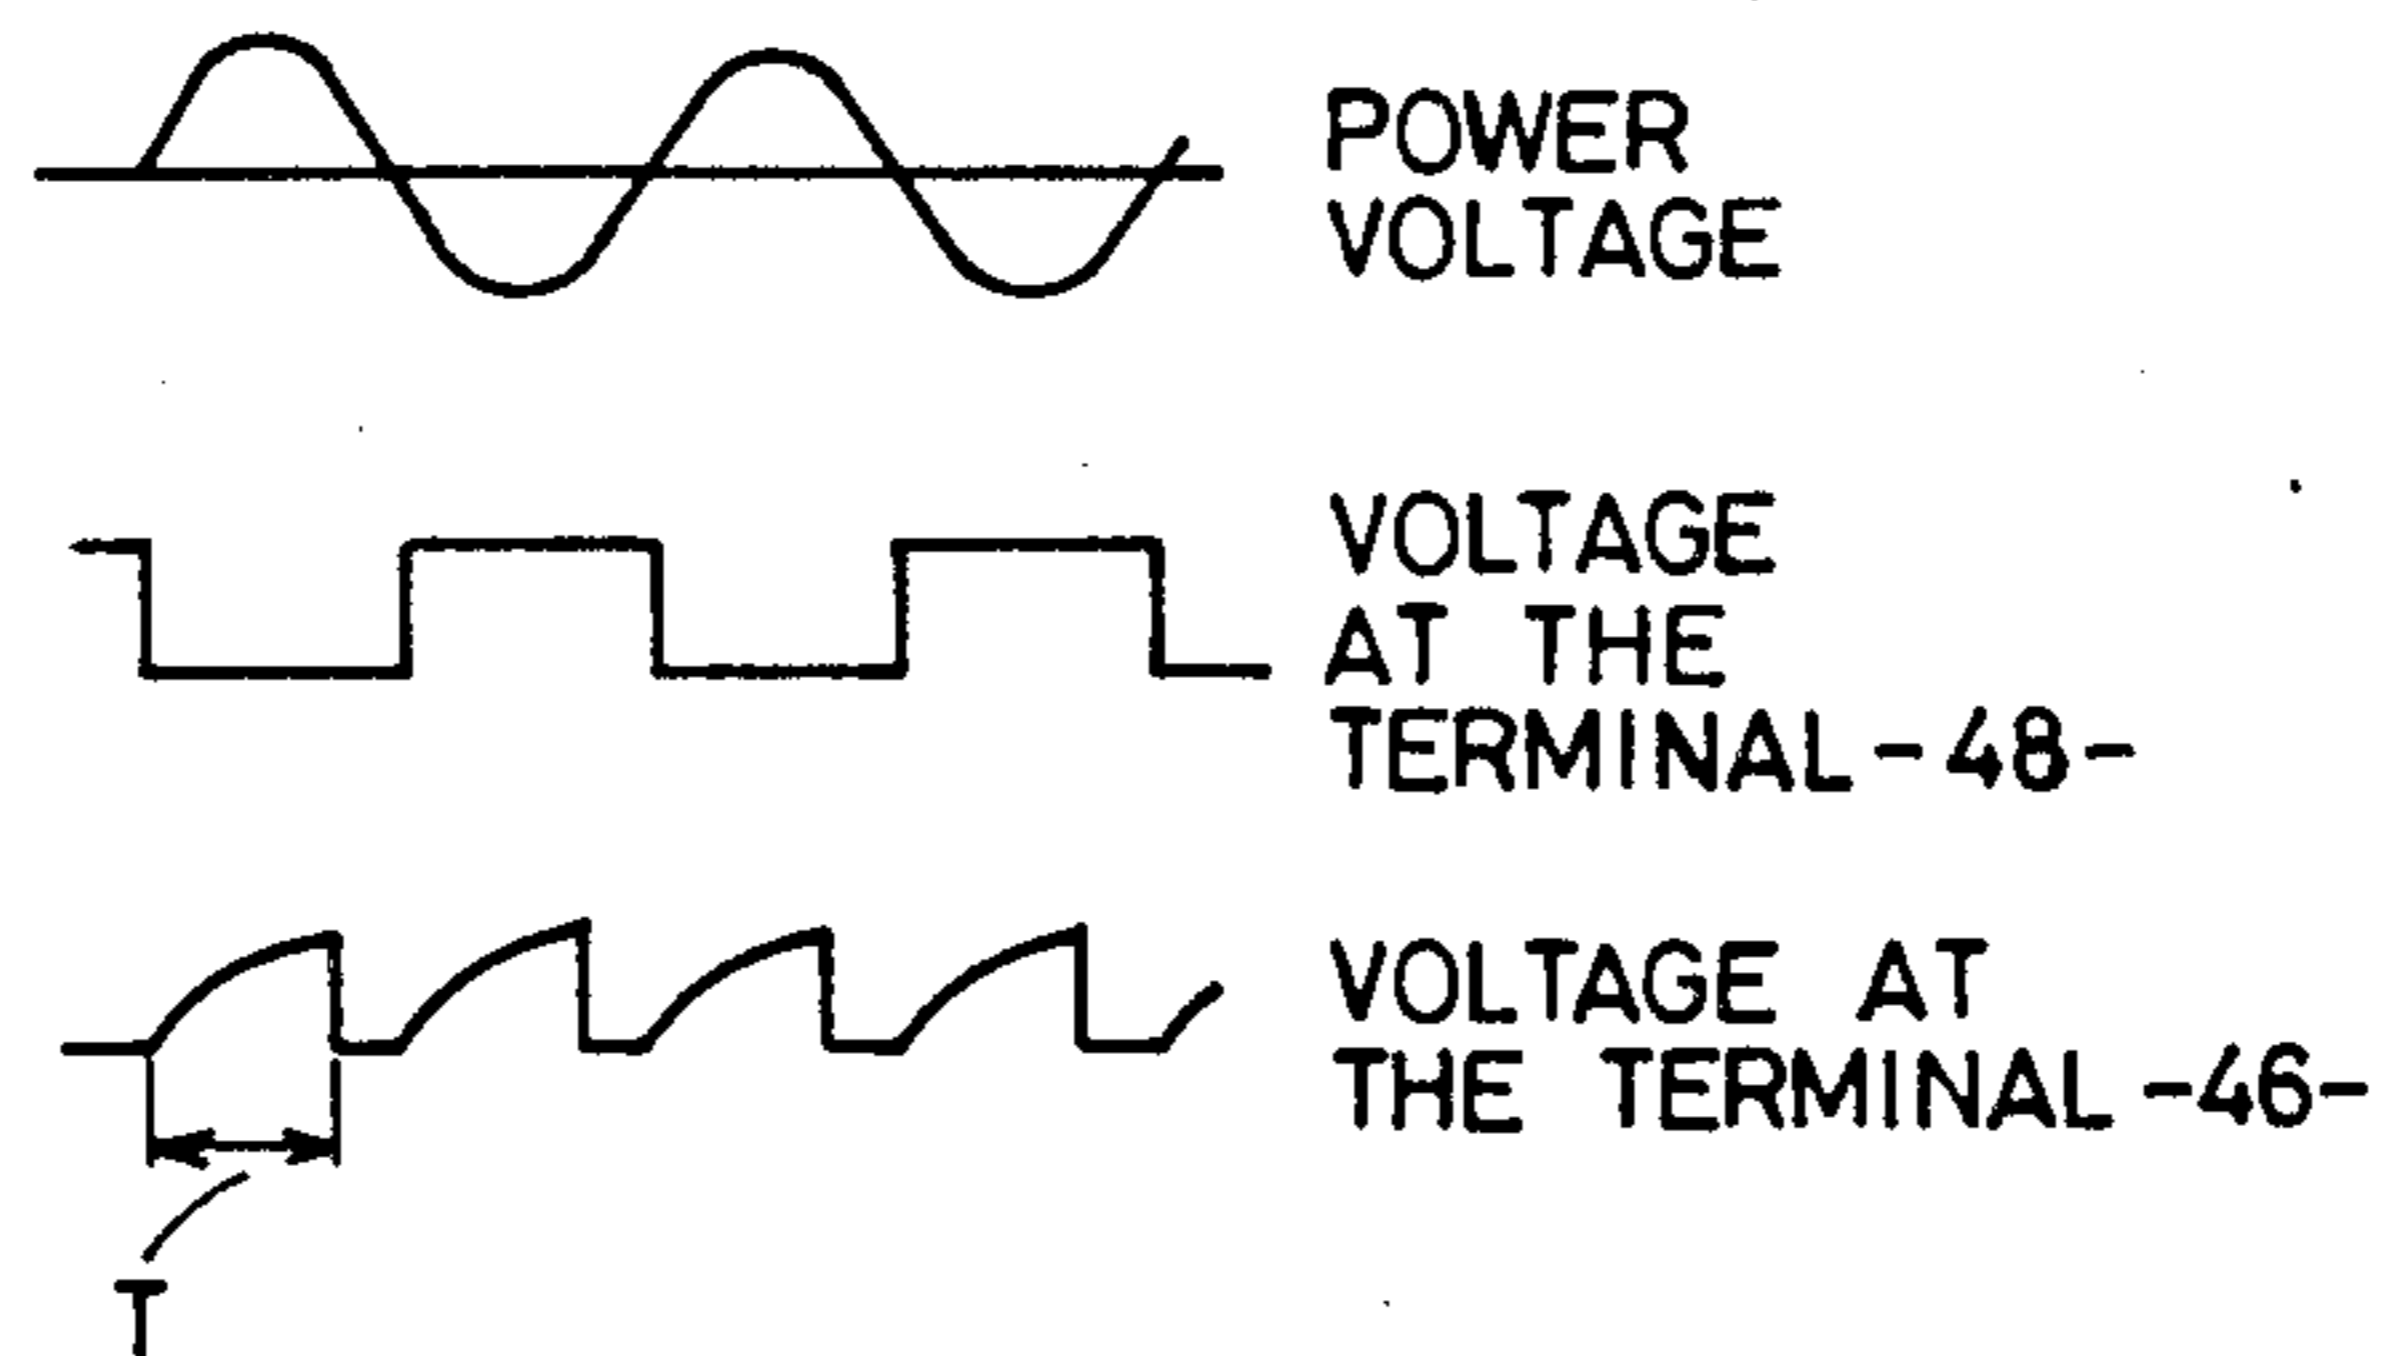 POWER
VOLTAGE
VOLTAGE
AT THE
TERMINAL-48-
VOLTAGE AT
THE TERMINAL-46-
T